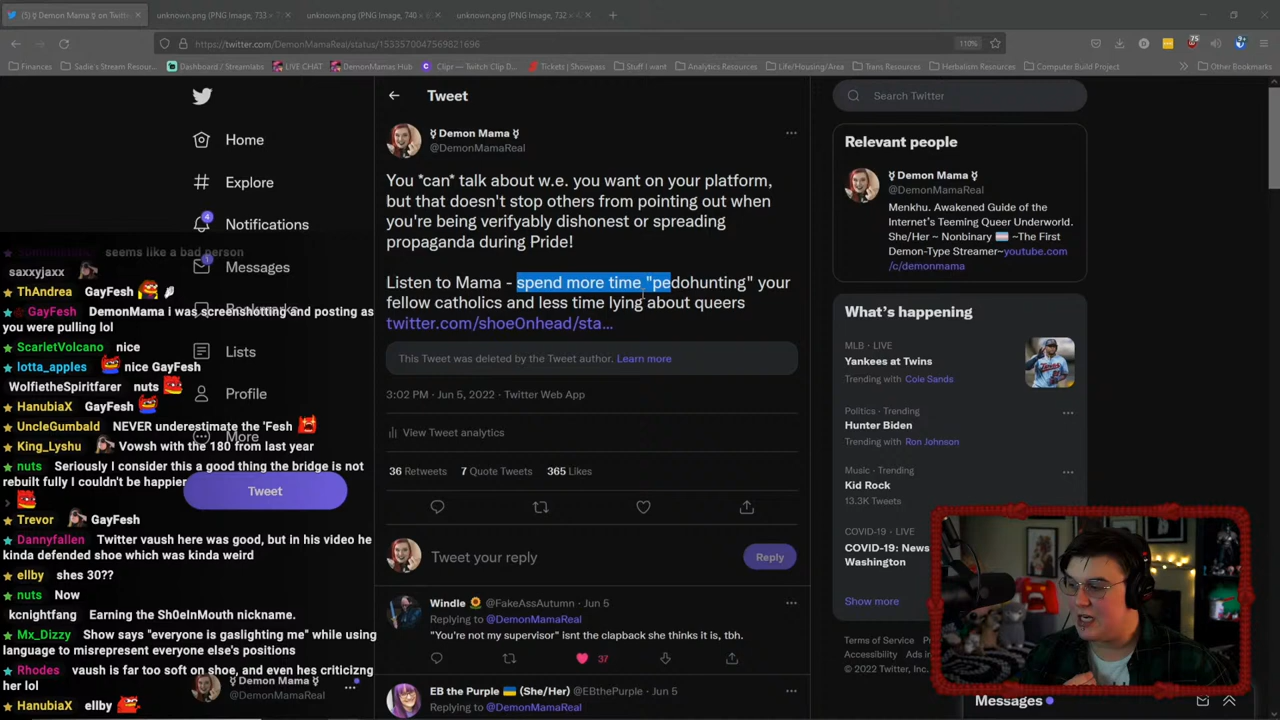 (5) ☿ Demon Mama ☿ on Twitt
unknown.png (PNG Image, 733 ×
unknown.png (PNG Image, 740 ×
unknown.png (PNG Image, 732 ×
https://twitter.com/DemonMamaReal/status/1533570047569821696
110%
75
Finances
Sadie's Stream Resour...
Dashboard / Streamlabs
LIVE CHAT
DemonMamas Hub
Clipr — Twitch Clip D...
Tickets | Showpass
Stuff I want
Analytics Resources
Life/Housing/Area
Trans Resources
Herbalism Resources
Computer Build Project
Other Bookmarks
Home
Explore
4
Notifications
1
Messages
Lists
Profile
More
Tweet
☿ Demon Mama ☿
@DemonMamaReal
seems like a bad person
saxxyjaxx
ThAndrea GayFesh
GayFesh DemonMama i was screenshotting and posting as
you were pulling lol
ScarletVolcano nice
lotta_apples nice GayFesh
WolfietheSpiritfarer nuts
HanubiaX GayFesh
UncleGumbald NEVER underestimate the 'Fesh
King_Lyshu Vowsh with the 180 from last year
nuts Seriously I consider this a good thing the bridge is not
rebuilt fully I couldn't be happier
Trevor GayFesh
Dannyfallen Twitter vaush here was good, but in his video he
kinda defended shoe which was kinda weird
ellby shes 30??
nuts Now
kcnightfang Earning the Sh0eInMouth nickname.
Mx_Dizzy Show says "everyone is gaslighting me" while using
language to misrepresent everyone else's positions
Rhodes vaush is far too soft on shoe, and even hes criticizng
her lol
HanubiaX ellby
Tweet
☿ Demon Mama ☿
@DemonMamaReal
You *can* talk about w.e. you want on your platform,
but that doesn't stop others from pointing out when
you're being verifyably dishonest or spreading
propaganda during Pride!
Listen to Mama - spend more time "pedohunting" your
fellow catholics and less time lying about queers
twitter.com/shoe0nhead/sta...
This Tweet was deleted by the Tweet author. Learn more
3:02 PM · Jun 5, 2022 · Twitter Web App
View Tweet analytics
36 Retweets 7 Quote Tweets 365 Likes
Tweet your reply
Reply
Windle 🌻 @FakeAssAutumn · Jun 5
Replying to @DemonMamaReal
"You're not my supervisor" isnt the clapback she thinks it is, tbh.
37
EB the Purple 🇺🇦 (She/Her) @EBthePurple · Jun 5
Replying to @DemonMamaReal
Search Twitter
Relevant people
☿ Demon Mama ☿
@DemonMamaReal
Menkhu. Awakened Guide of the
Internet's Teeming Queer Underworld.
She/Her ~ Nonbinary ~The First
Demon-Type Streamer~youtube.com
/c/demonmama
What's happening
MLB · LIVE
Yankees at Twins
Trending with Cole Sands
Politics · Trending
Hunter Biden
Trending with Ron Johnson
Music · Trending
Kid Rock
13.3K Tweets
COVID-19 · LIVE
COVID-19: News
Washington
Show more
Terms of Service
Accessibility Ads in
© 2022 Twitter, Inc.
Messages